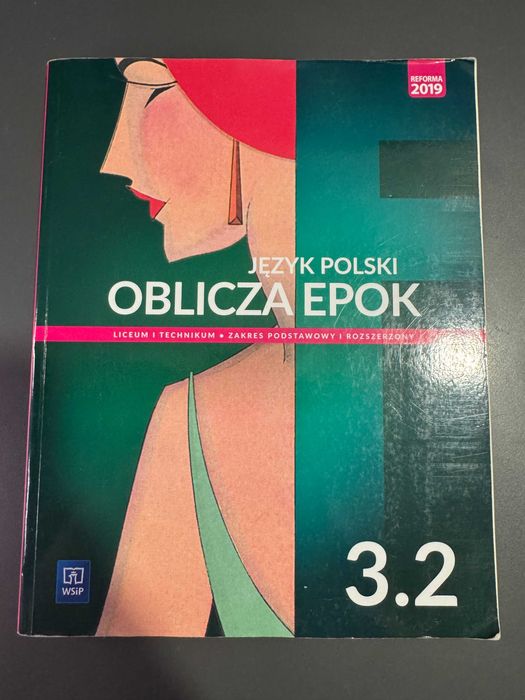 REFORMA
2019
JĘZYK POLSKI
OBLICZA EPOK
LICEUM I TECHNIKUM • ZAKRES PODSTAWOWY I ROZSZERZONY
3.2
WSiP